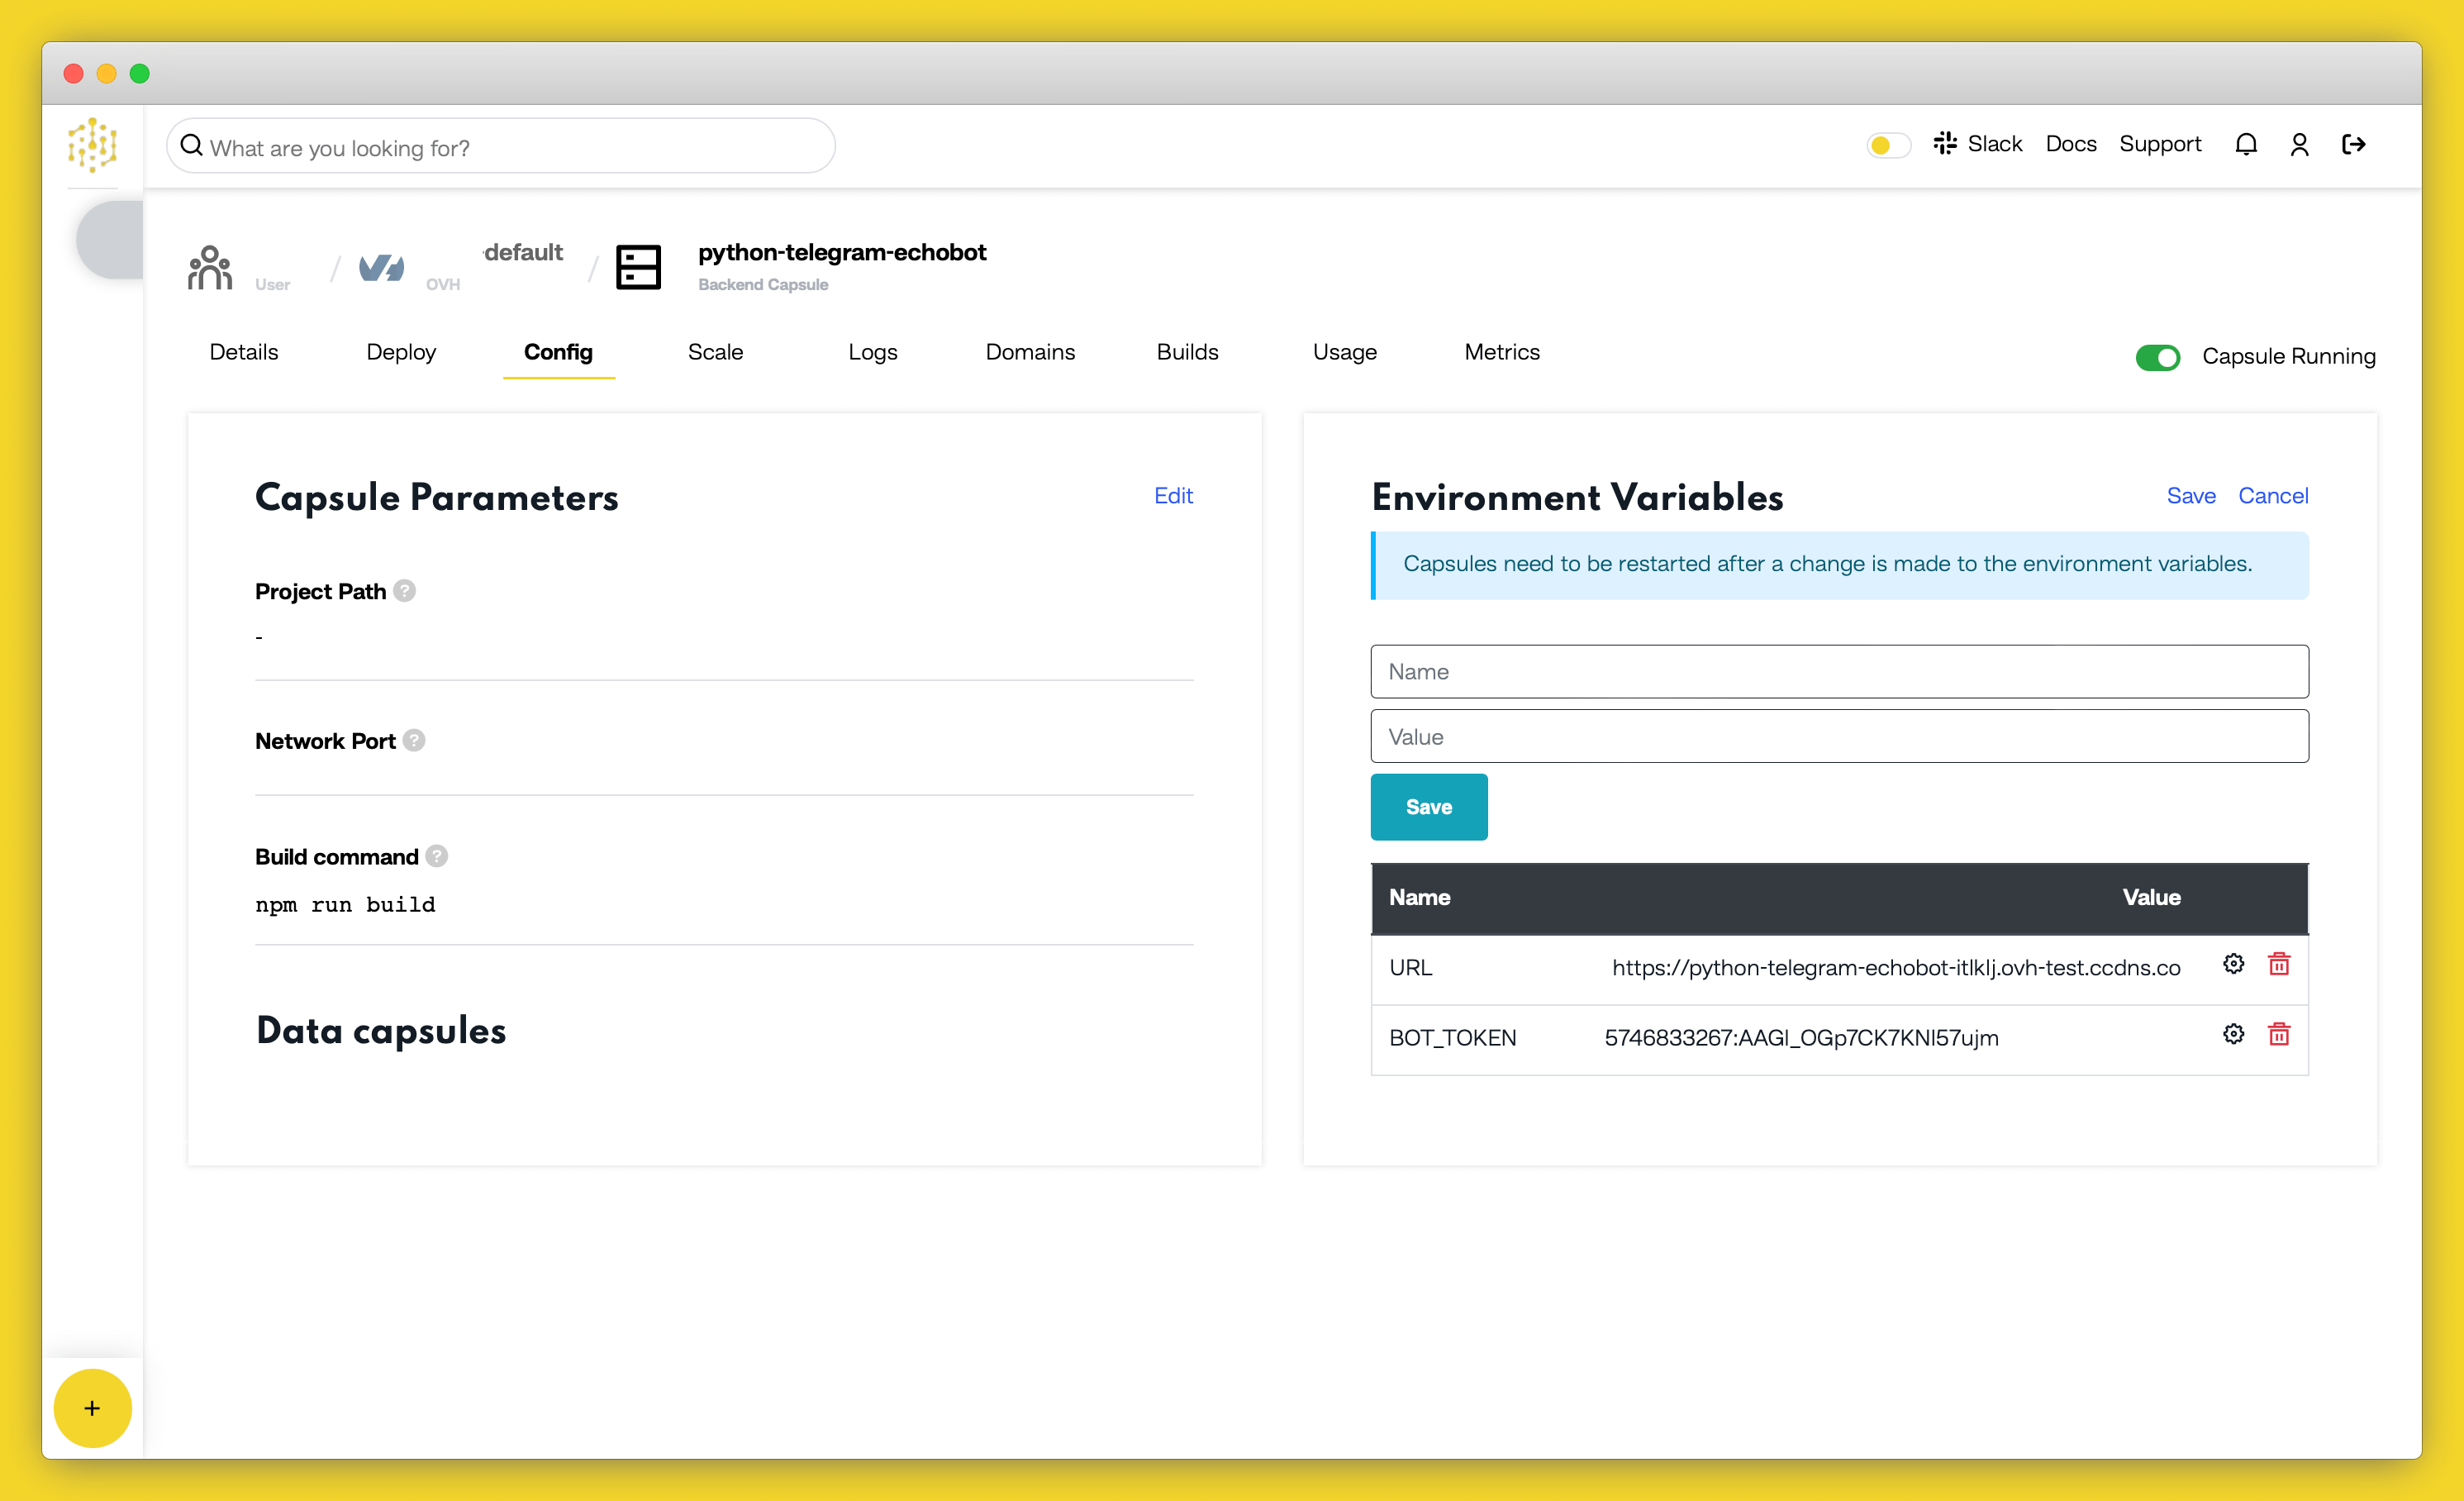 What are you looking for?
Slack Docs Support
User
OVH
default
python-telegram-echobot
Backend Capsule
Details Deploy Config Scale Logs Domains Builds Usage Metrics
Capsule Running
Capsule Parameters
Edit
Project Path ?
-
Network Port ?
Build command ?
npm run build
Data capsules
Environment Variables
Save Cancel
Capsules need to be restarted after a change is made to the environment variables.
Name
Value
Save
Name Value
URL https://python-telegram-echobot-itlklj.ovh-test.ccdns.co
BOT_TOKEN 5746833267:AAGI_OGp7CK7KNI57ujm
+